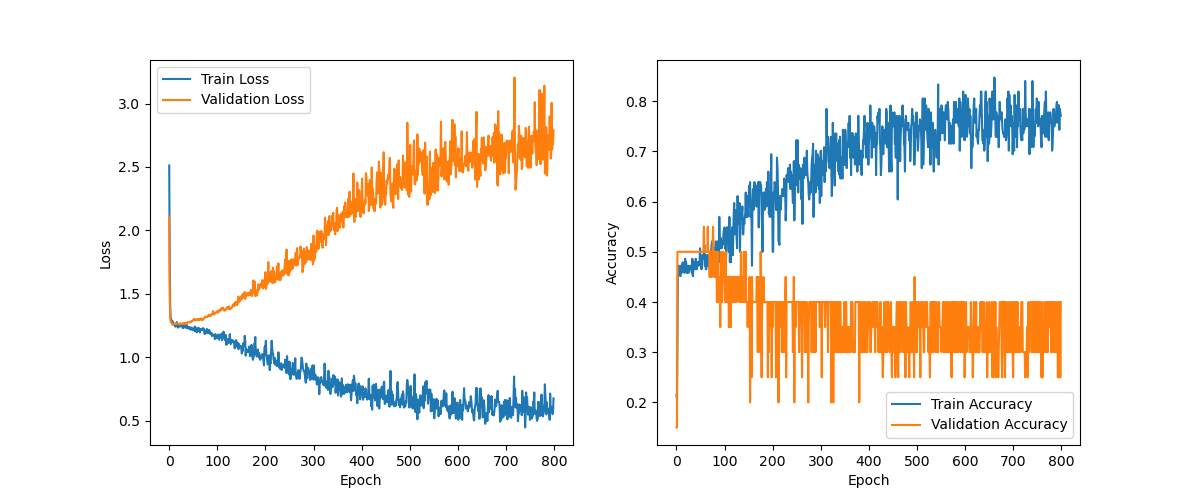 Train Loss
Validation Loss
3.0
2.5
2.0
1.5
1.0
0.5
Loss
0 100 200 300 400 500 600 700 800
Epoch
0.8
0.7
0.6
0.5
0.4
0.3
0.2
Accuracy
Train Accuracy
Validation Accuracy
0 100 200 300 400 500 600 700 800
Epoch